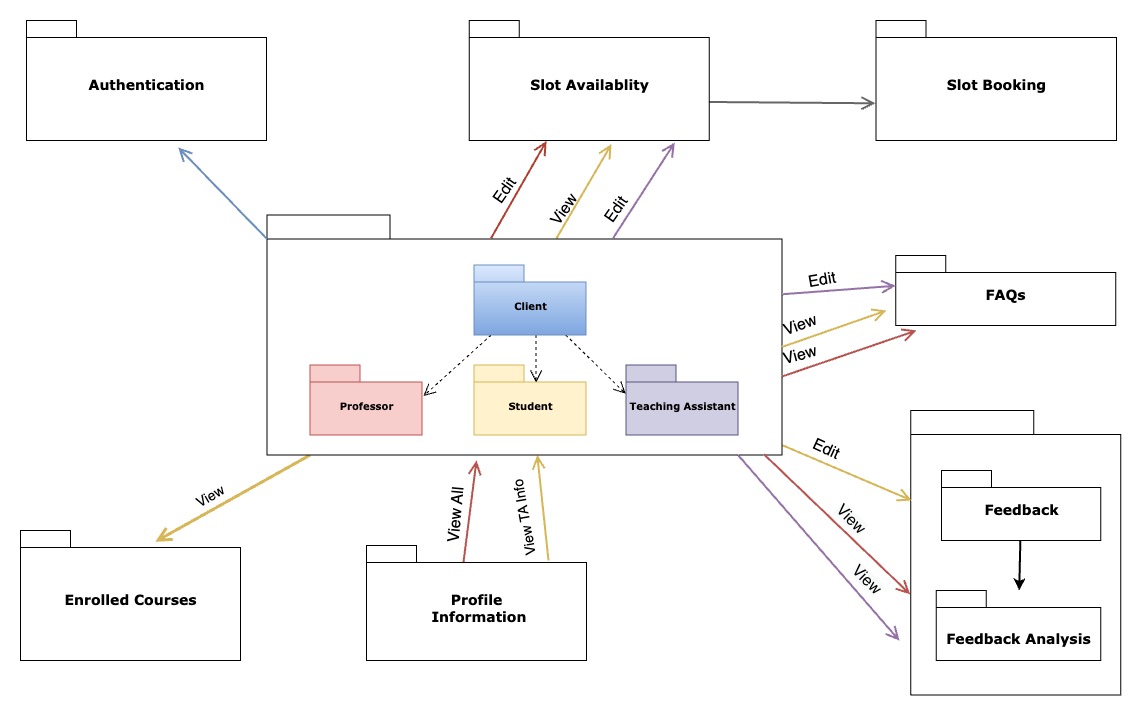 Authentication
Slot Availablity
Slot Booking
Edit
View
Edit
Client
Professor
Student
Teaching Assistant
Edit
View
View
FAQs
Edit
View
View
Feedback
Feedback Analysis
View
Enrolled Courses
View All
View TA Info
Profile
Information